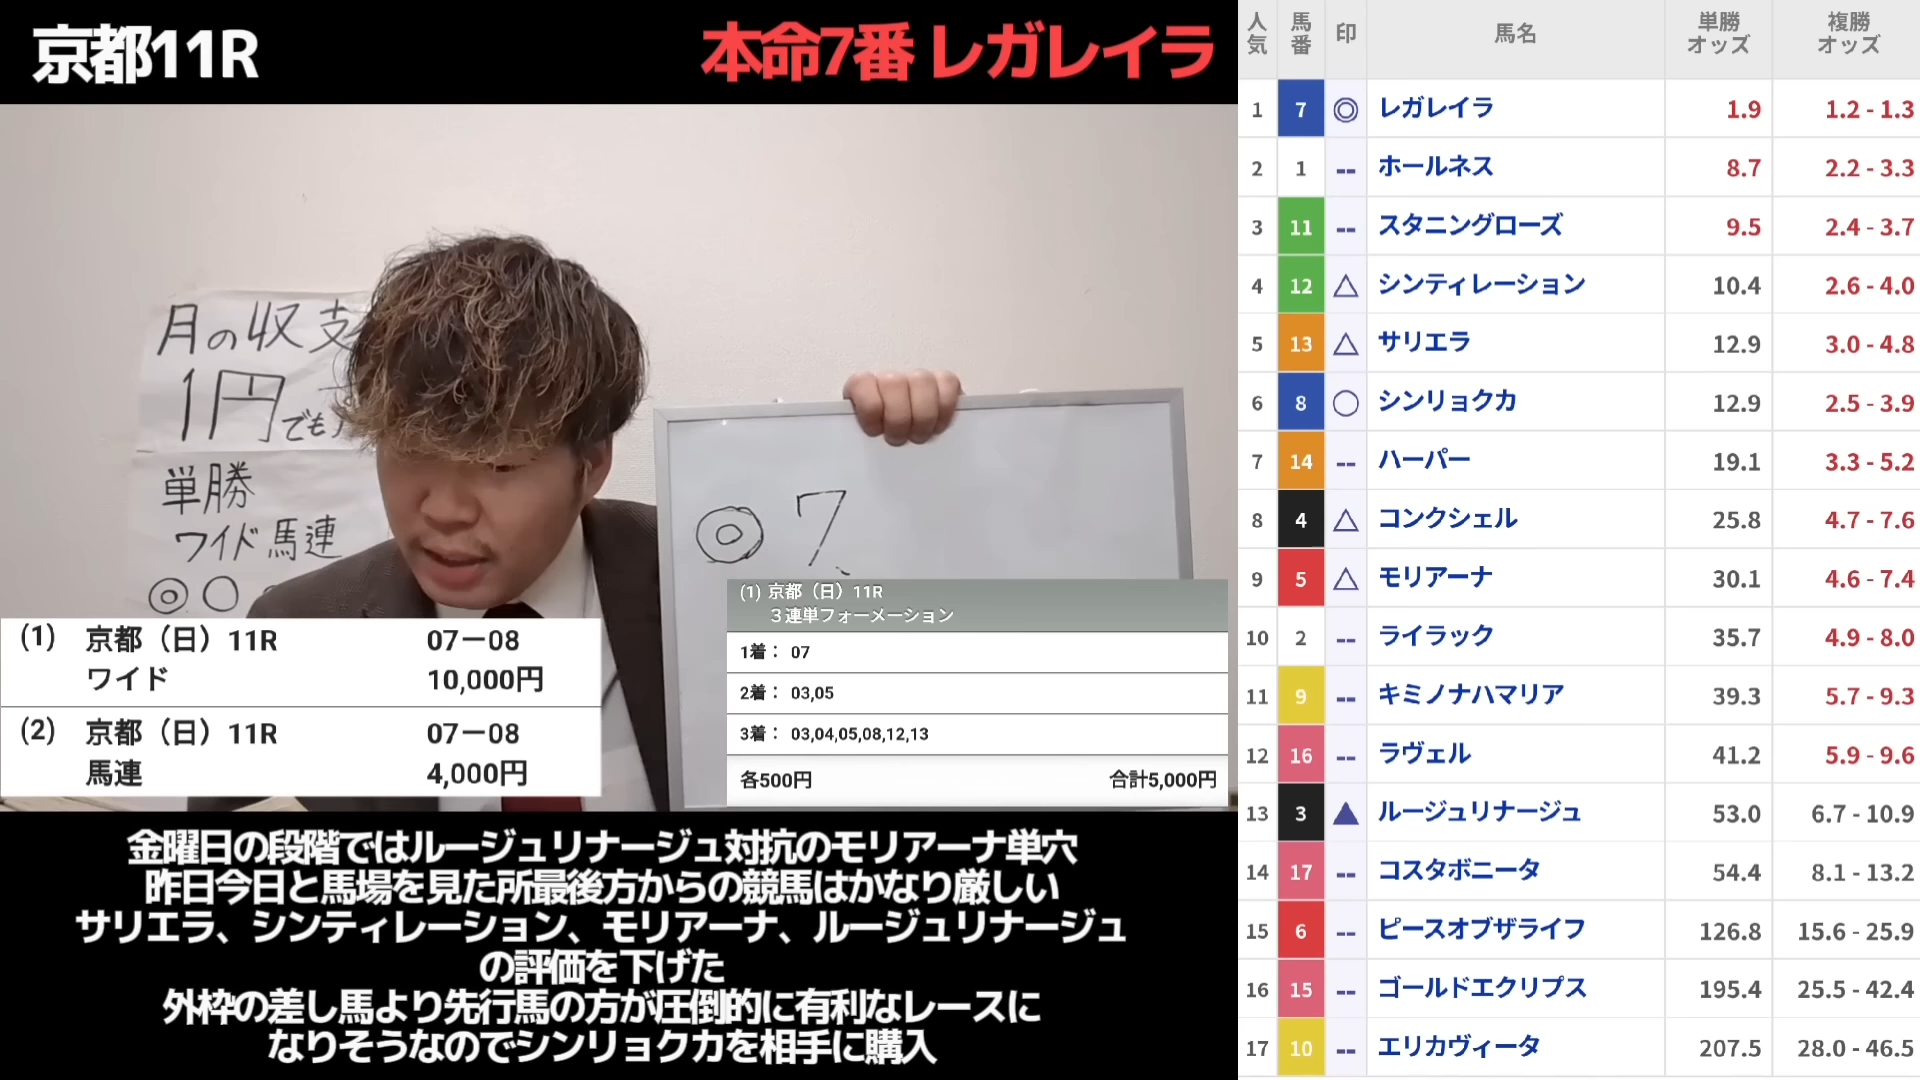 京都11R
本命7番 レガレイラ
月の収支
1円でも
単勝
ワイド 馬連
◎〇
◎ 7
(1) 京都（日）11R 07ー08
ワイド 10,000円
(2) 京都（日）11R 07ー08
馬連 4,000円
(1) 京都（日）11R
３連単フォーメーション
1着： 07
2着： 03,05
3着： 03,04,05,08,12,13
各500円 合計5,000円
金曜日の段階ではルージュリナージュ対抗のモリアーナ単穴
昨日今日と馬場を見た所最後方からの競馬はかなり厳しい
サリエラ、シンティレーション、モリアーナ、ルージュリナージュ
の評価を下げた
外枠の差し馬より先行馬の方が圧倒的に有利なレースに
なりそうなのでシンリョクカを相手に購入
人気 馬番 印 馬名 単勝オッズ 複勝オッズ
1 7 ◎ レガレイラ 1.9 1.2 - 1.3
2 1 -- ホールネス 8.7 2.2 - 3.3
3 11 -- スタニングローズ 9.5 2.4 - 3.7
4 12 △ シンティレーション 10.4 2.6 - 4.0
5 13 △ サリエラ 12.9 3.0 - 4.8
6 8 〇 シンリョクカ 12.9 2.5 - 3.9
7 14 -- ハーパー 19.1 3.3 - 5.2
8 4 △ コンクシェル 25.8 4.7 - 7.6
9 5 △ モリアーナ 30.1 4.6 - 7.4
10 2 -- ライラック 35.7 4.9 - 8.0
11 9 -- キミノナハマリア 39.3 5.7 - 9.3
12 16 -- ラヴェル 41.2 5.9 - 9.6
13 3 ▲ ルージュリナージュ 53.0 6.7 - 10.9
14 17 -- コスタボニータ 54.4 8.1 - 13.2
15 6 -- ピースオブザライフ 126.8 15.6 - 25.9
16 15 -- ゴールドエクリプス 195.4 25.5 - 42.4
17 10 -- エリカヴィータ 207.5 28.0 - 46.5